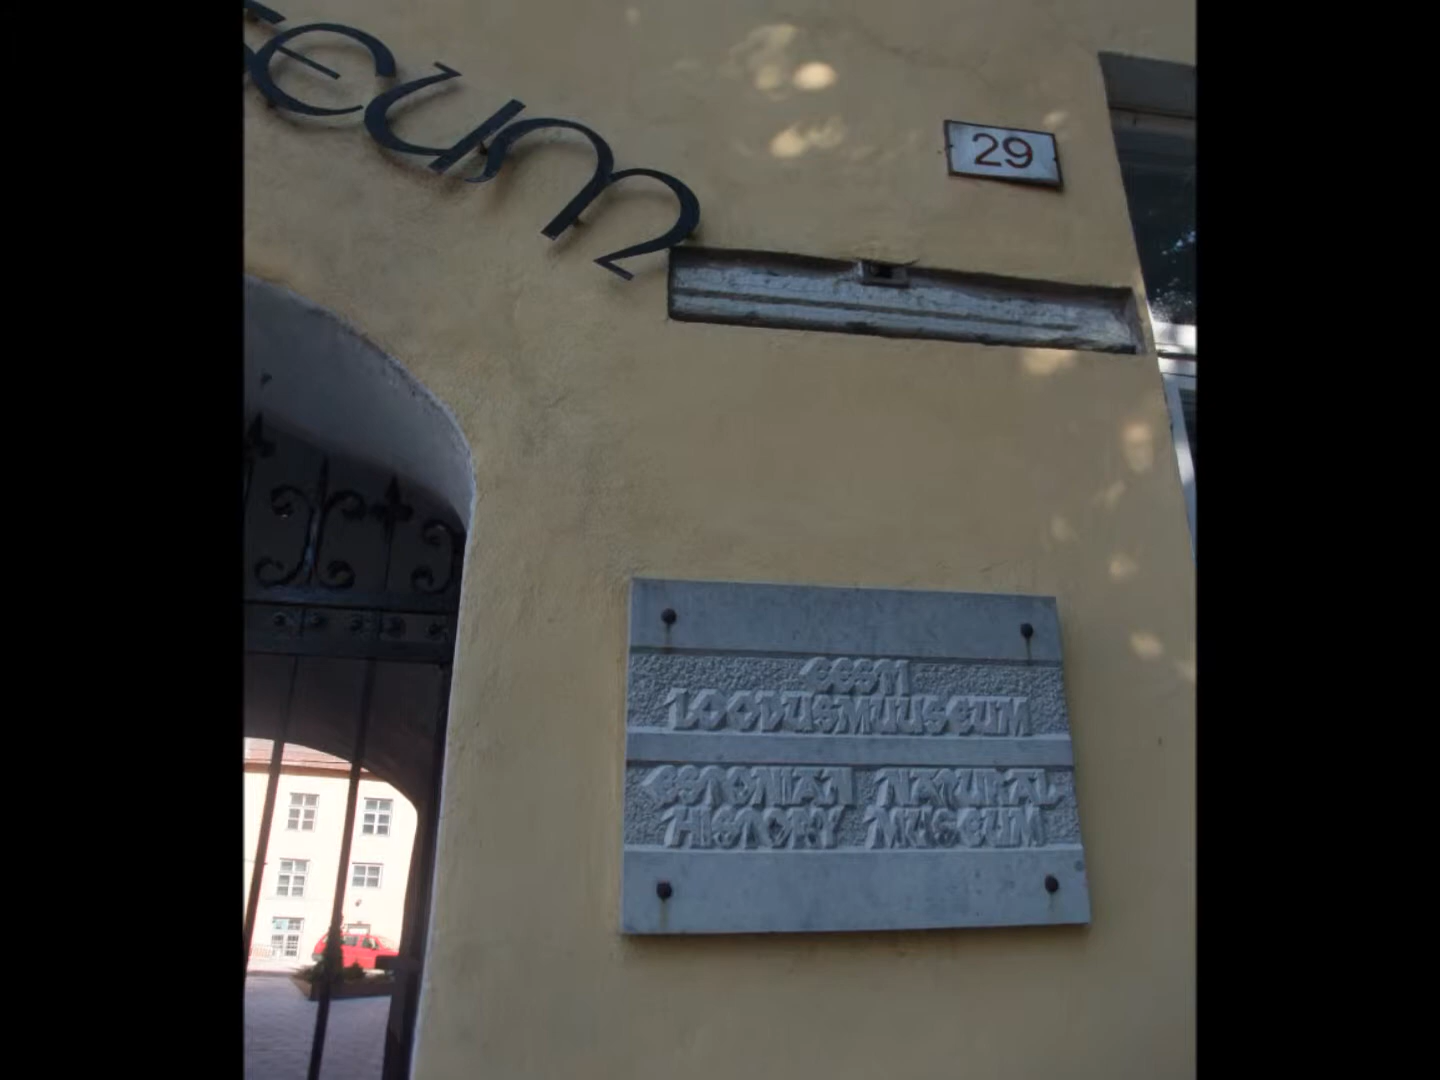 eum
29
EESTI
LOODUSMUUSEUM
ESTONIAN NATURAL
HISTORY MUSEUM